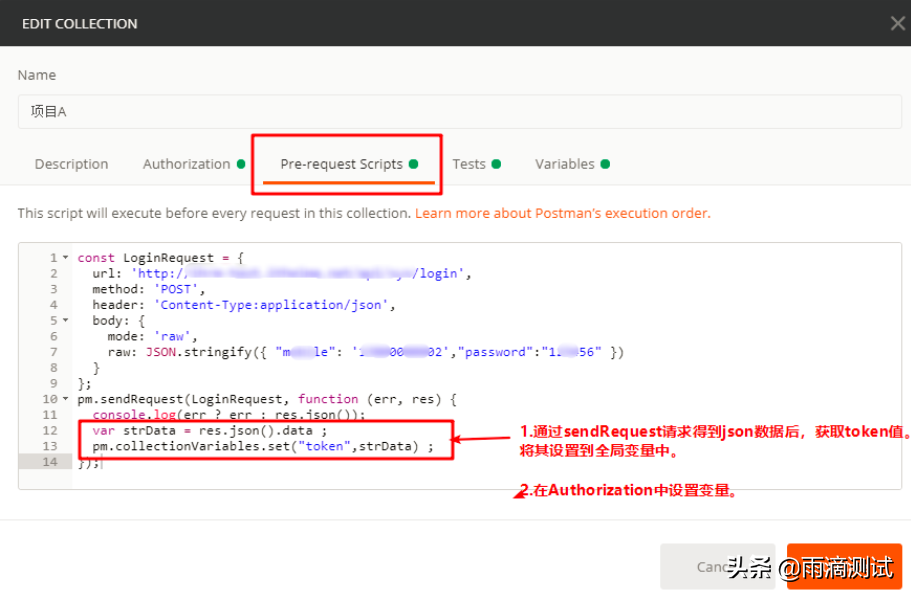 EDIT COLLECTION
Name
项目A
Description Authorization Pre-request Scripts Tests Variables
This script will execute before every request in this collection. Learn more about Postman's execution order.
1 const LoginRequest = {
2 url: 'http:/ /login',
3 method: 'POST',
4 header: 'Content-Type:application/json',
5 body: {
6 mode: 'raw',
7 raw: JSON.stringify({ "m le": '1 00 02',"password":"1 56" })
8 }
9 };
10 pm.sendRequest(LoginRequest, function (err, res) {
11 console.log(err ? err : res.json());
12 var strData = res.json().data ;
13 pm.collectionVariables.set("token",strData) ;
14 });
1.通过sendRequest请求得到json数据后，获取token值。
将其设置到全局变量中。
2.在Authorization中设置变量。
头条 @雨滴测试